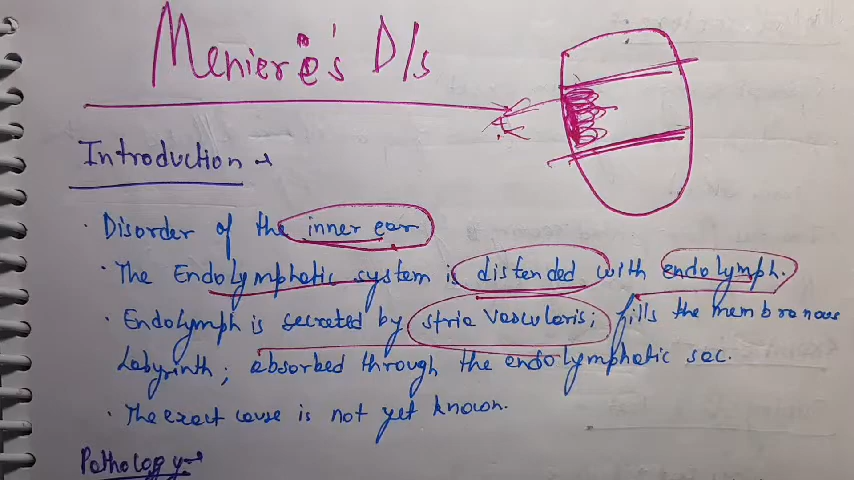 Meniere's D/s
Introduction →
· Disorder of the inner ear
· The Endolymphatic system is distended with endolymph.
· Endolymph is secreted by stria vascularis; fills the membranous
Labyrinth; absorbed through the endolymphatic sac.
· The exact cause is not yet known.
Pathology →